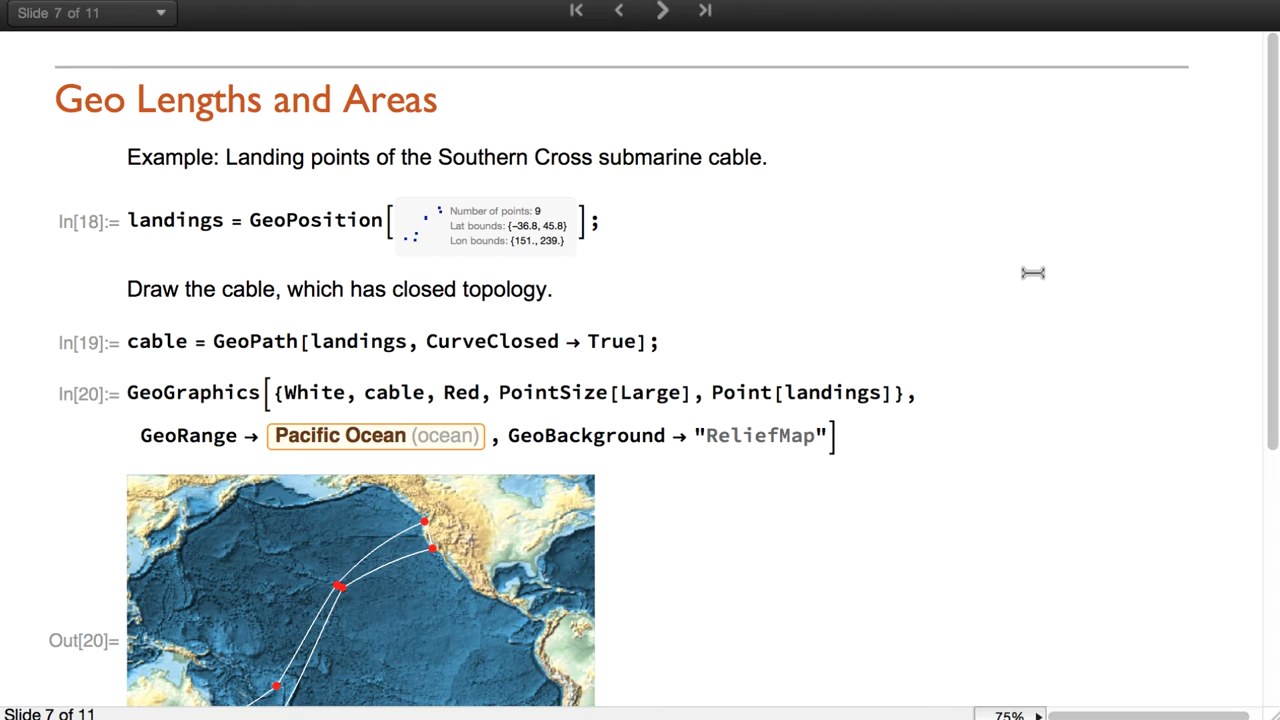 Slide 7 of 11
Geo Lengths and Areas
Example: Landing points of the Southern Cross submarine cable.
In[18]:= landings = GeoPosition[ Number of points: 9
Lat bounds: {-36.8, 45.8}
Lon bounds: {151., 239.} ];
Draw the cable, which has closed topology.
In[19]:= cable = GeoPath[landings, CurveClosed → True];
In[20]:= GeoGraphics[{White, cable, Red, PointSize[Large], Point[landings]},
GeoRange → Pacific Ocean (ocean) , GeoBackground → "ReliefMap"]
Out[20]=
Slide 7 of 11
75%